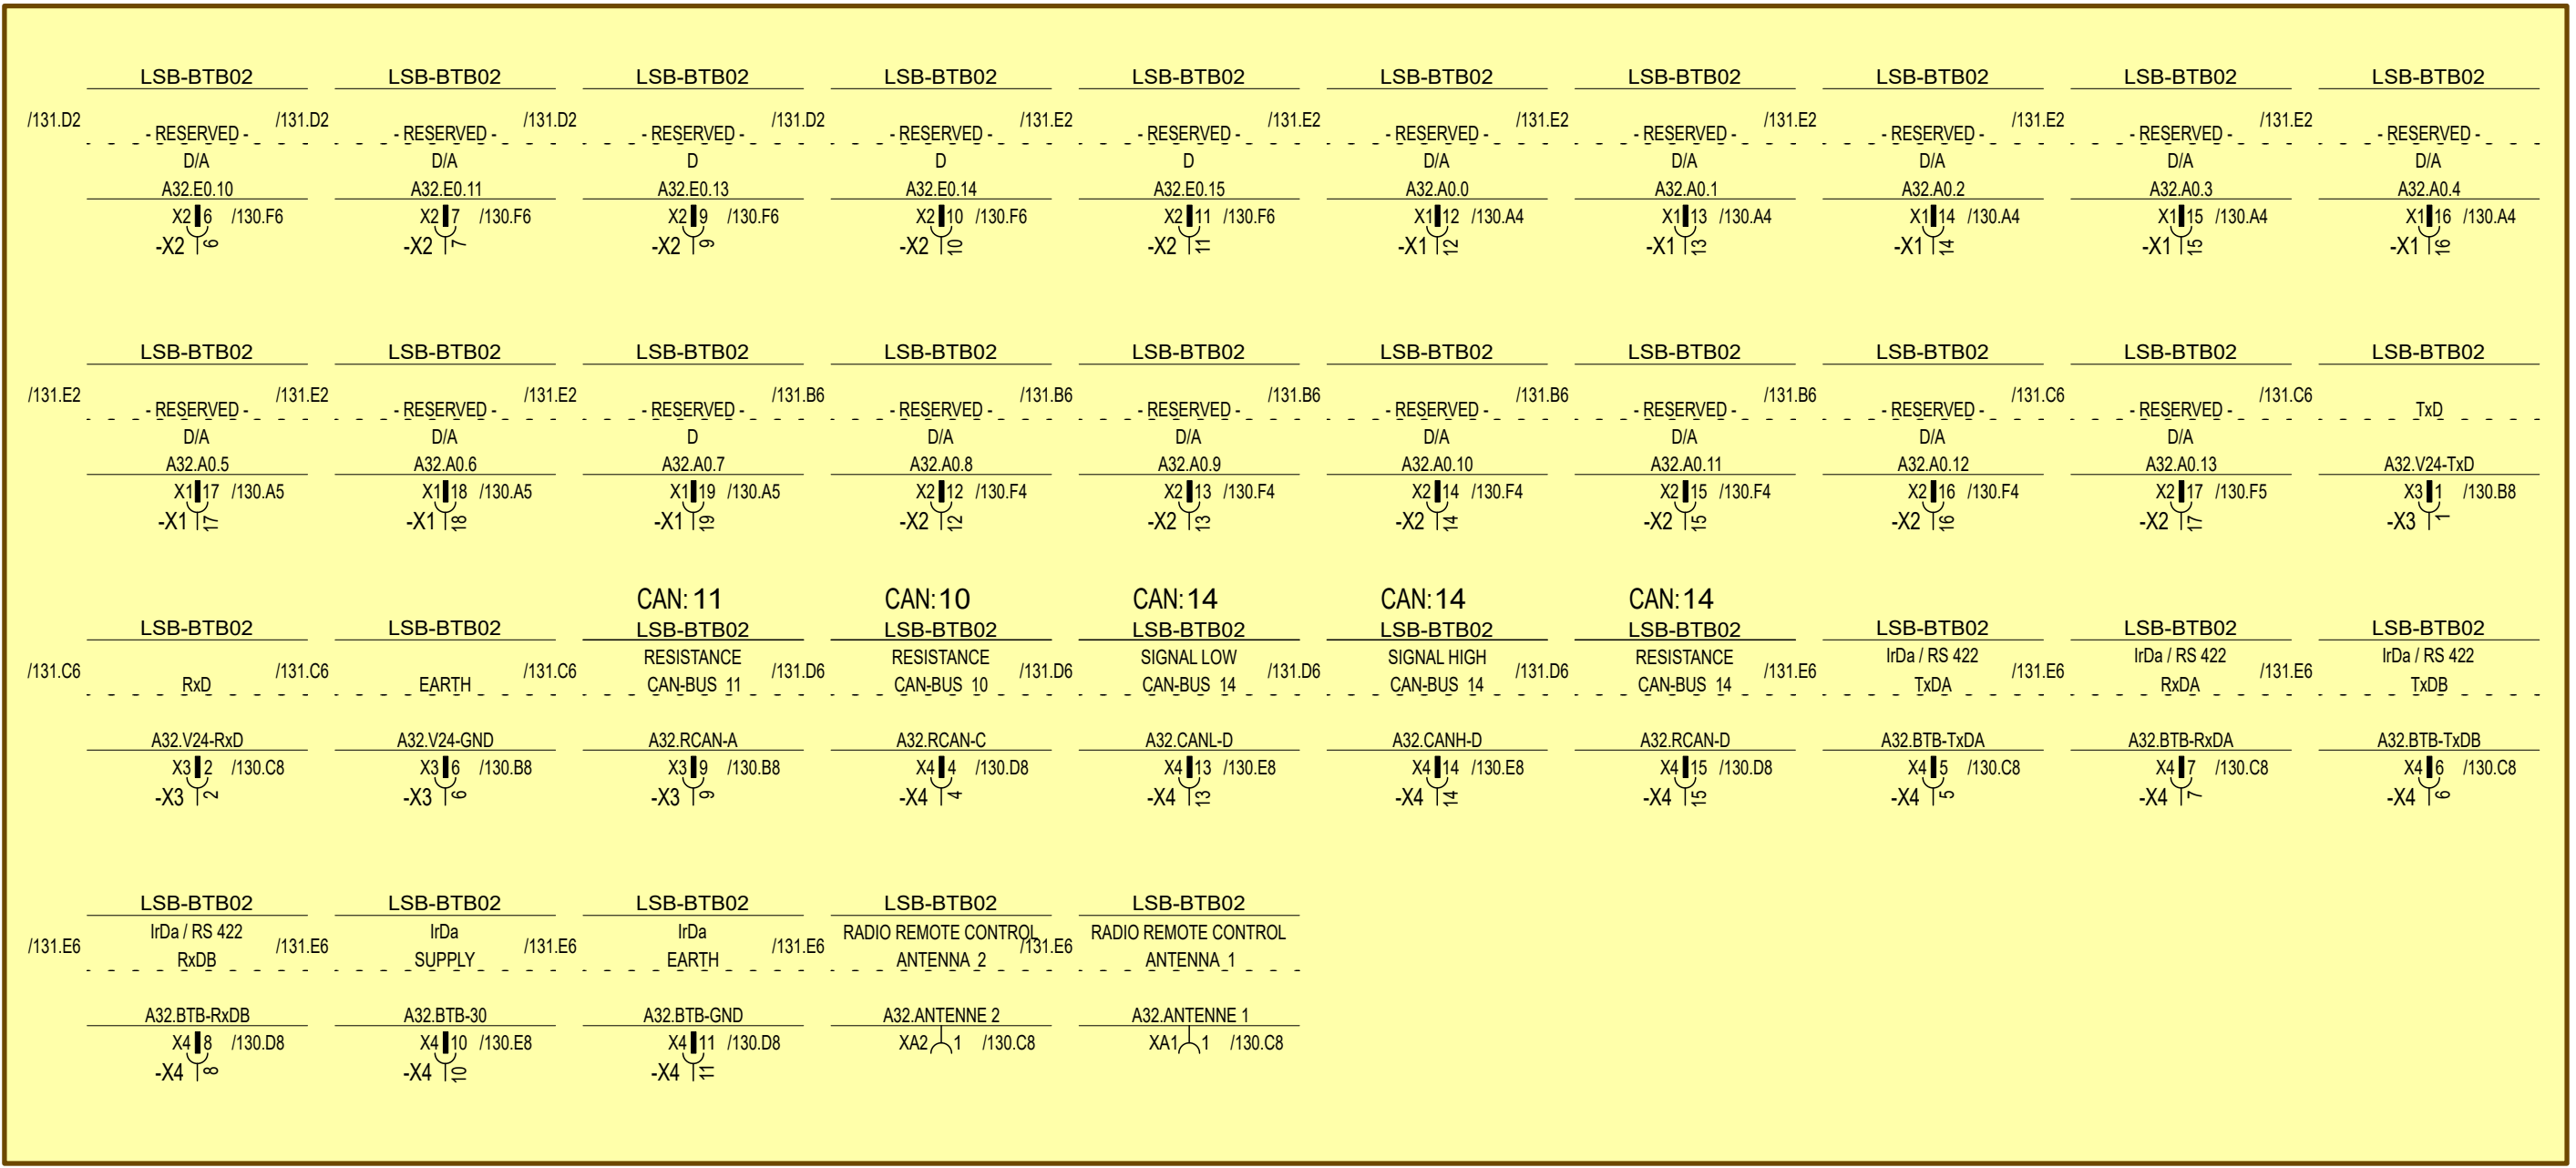 LSB-BTB02 LSB-BTB02 LSB-BTB02 LSB-BTB02 LSB-BTB02 LSB-BTB02 LSB-BTB02 LSB-BTB02 LSB-BTB02 LSB-BTB02
/131.D2 /131.D2 /131.D2 /131.D2 /131.E2 /131.E2 /131.E2 /131.E2 /131.E2 /131.E2
- RESERVED - - RESERVED - - RESERVED - - RESERVED - - RESERVED - - RESERVED - - RESERVED - - RESERVED - - RESERVED - - RESERVED -
D/A D/A D D D D/A D/A D/A D/A D/A
A32.E0.10 A32.E0.11 A32.E0.13 A32.E0.14 A32.E0.15 A32.A0.0 A32.A0.1 A32.A0.2 A32.A0.3 A32.A0.4
X2 6 /130.F6 X2 7 /130.F6 X2 9 /130.F6 X2 10 /130.F6 X2 11 /130.F6 X1 12 /130.A4 X1 13 /130.A4 X1 14 /130.A4 X1 15 /130.A4 X1 16 /130.A4
-X2 6 -X2 7 -X2 9 -X2 10 -X2 11 -X1 12 -X1 13 -X1 14 -X1 15 -X1 16
LSB-BTB02 LSB-BTB02 LSB-BTB02 LSB-BTB02 LSB-BTB02 LSB-BTB02 LSB-BTB02 LSB-BTB02 LSB-BTB02 LSB-BTB02
/131.E2 /131.E2 /131.E2 /131.B6 /131.B6 /131.B6 /131.B6 /131.B6 /131.C6 /131.C6
- RESERVED - - RESERVED - - RESERVED - - RESERVED - - RESERVED - - RESERVED - - RESERVED - - RESERVED - - RESERVED - TxD
D/A D/A D D/A D/A D/A D/A D/A D/A
A32.A0.5 A32.A0.6 A32.A0.7 A32.A0.8 A32.A0.9 A32.A0.10 A32.A0.11 A32.A0.12 A32.A0.13 A32.V24-TxD
X1 17 /130.A5 X1 18 /130.A5 X1 19 /130.A5 X2 12 /130.F4 X2 13 /130.F4 X2 14 /130.F4 X2 15 /130.F4 X2 16 /130.F4 X2 17 /130.F5 X3 1 /130.B8
-X1 17 -X1 18 -X1 19 -X2 12 -X2 13 -X2 14 -X2 15 -X2 16 -X2 17 -X3 1
CAN: 11 CAN: 10 CAN: 14 CAN: 14 CAN: 14
LSB-BTB02 LSB-BTB02 LSB-BTB02 LSB-BTB02 LSB-BTB02 LSB-BTB02 LSB-BTB02 LSB-BTB02 LSB-BTB02 LSB-BTB02
RESISTANCE RESISTANCE SIGNAL LOW SIGNAL HIGH RESISTANCE IrDa / RS 422 IrDa / RS 422 IrDa / RS 422
/131.C6 /131.C6 /131.C6 /131.D6 /131.D6 /131.D6 /131.D6 /131.E6 /131.E6 /131.E6
RxD EARTH CAN-BUS 11 CAN-BUS 10 CAN-BUS 14 CAN-BUS 14 CAN-BUS 14 TxDA RxDA TxDB
A32.V24-RxD A32.V24-GND A32.RCAN-A A32.RCAN-C A32.CANL-D A32.CANH-D A32.RCAN-D A32.BTB-TxDA A32.BTB-RxDA A32.BTB-TxDB
X3 2 /130.C8 X3 6 /130.B8 X3 9 /130.B8 X4 4 /130.D8 X4 13 /130.E8 X4 14 /130.E8 X4 15 /130.D8 X4 5 /130.C8 X4 7 /130.C8 X4 6 /130.C8
-X3 2 -X3 6 -X3 9 -X4 4 -X4 13 -X4 14 -X4 15 -X4 5 -X4 7 -X4 6
LSB-BTB02 LSB-BTB02 LSB-BTB02 LSB-BTB02 LSB-BTB02
IrDa / RS 422 IrDa IrDa RADIO REMOTE CONTROL RADIO REMOTE CONTROL
/131.E6 /131.E6 /131.E6 /131.E6 /131.E6
RxDB SUPPLY EARTH ANTENNA 2 ANTENNA 1
A32.BTB-RxDB A32.BTB-30 A32.BTB-GND A32.ANTENNE 2 A32.ANTENNE 1
X4 8 /130.D8 X4 10 /130.E8 X4 11 /130.D8 XA2 1 /130.C8 XA1 1 /130.C8
-X4 8 -X4 10 -X4 11